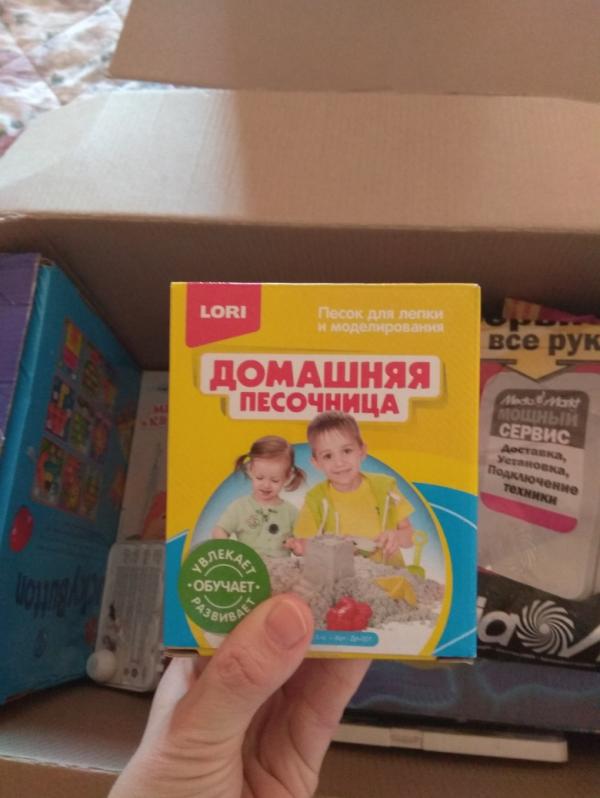 LORI
Песок для лепки
и моделирования
ДОМАШНЯЯ
ПЕСОЧНИЦА
УВЛЕКАЕТ
ОБУЧАЕТ
РАЗВИВАЕТ
все рук
Media Markt
МОЩНЫЙ
СЕРВИС
Доставка,
Установка,
Подключение
техники